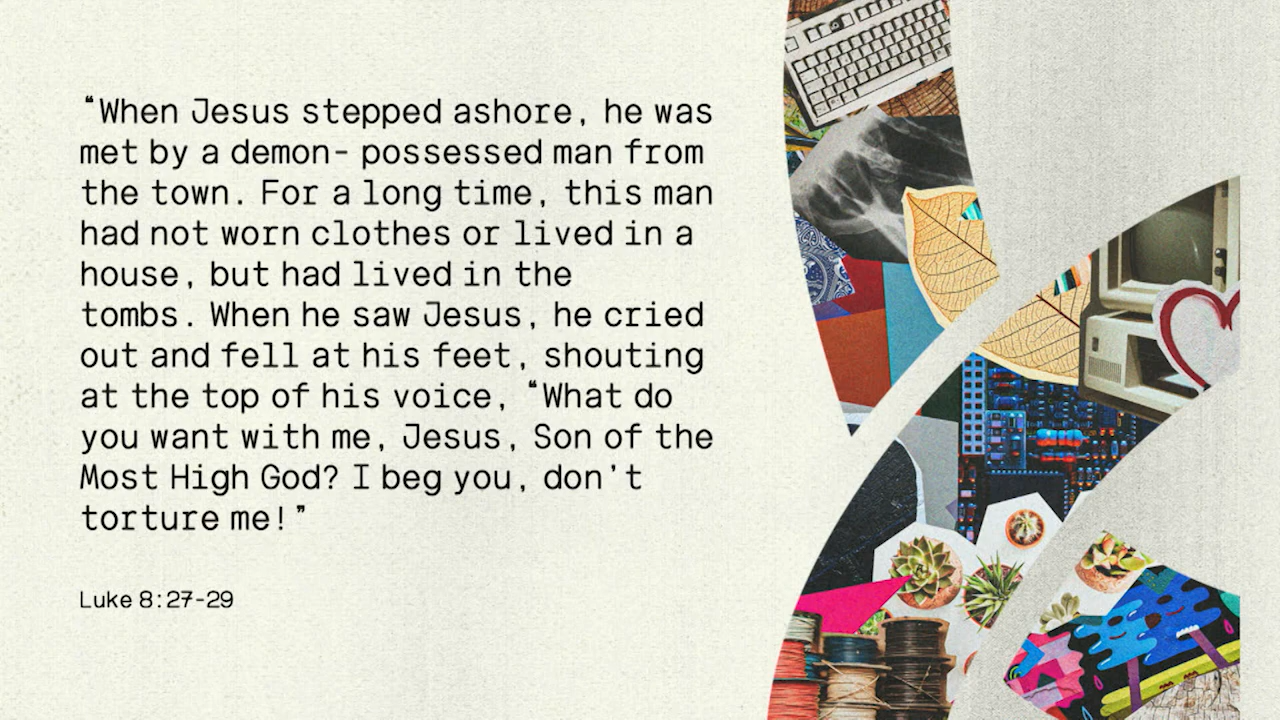 “When Jesus stepped ashore, he was
met by a demon- possessed man from
the town. For a long time, this man
had not worn clothes or lived in a
house, but had lived in the
tombs. When he saw Jesus, he cried
out and fell at his feet, shouting
at the top of his voice, “What do
you want with me, Jesus, Son of the
Most High God? I beg you, don’t
torture me!”
Luke 8:27-29